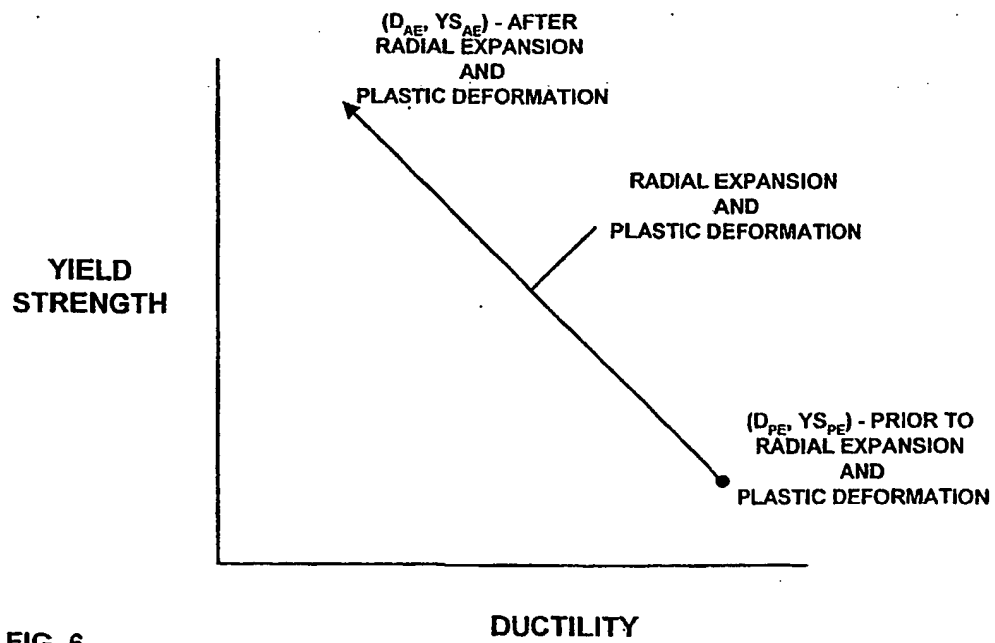 (D_AE, YS_AE) - AFTER
RADIAL EXPANSION
AND
PLASTIC DEFORMATION
RADIAL EXPANSION
AND
PLASTIC DEFORMATION
YIELD
STRENGTH
(D_PE, YS_PE) - PRIOR TO
RADIAL EXPANSION
AND
PLASTIC DEFORMATION
DUCTILITY
FIG. 6